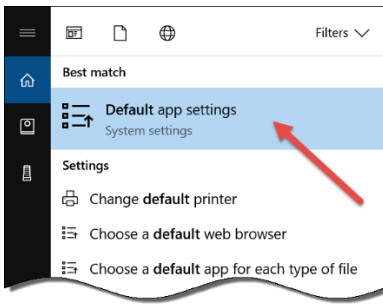 Filters
Best match
Default app settings
System settings
Settings
Change default printer
Choose a default web browser
Choose a default app for each type of file